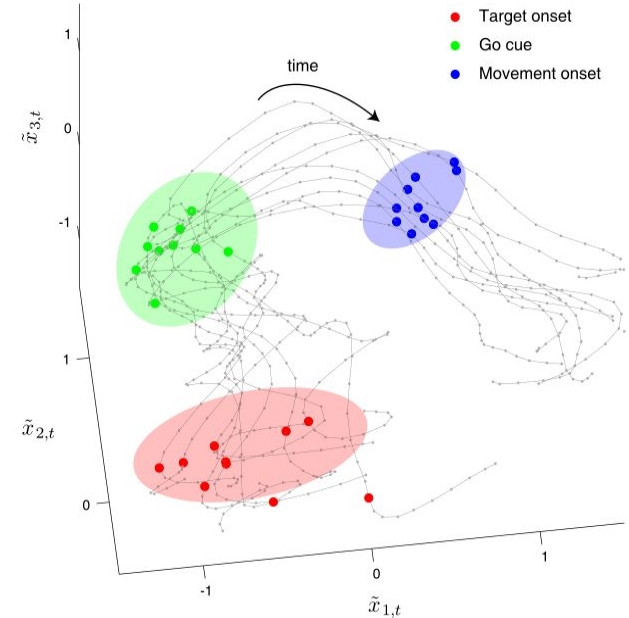 Target onset
Go cue
Movement onset
time
1
0
-1
x̃3,t
1
0
x̃2,t
-1
0
1
x̃1,t